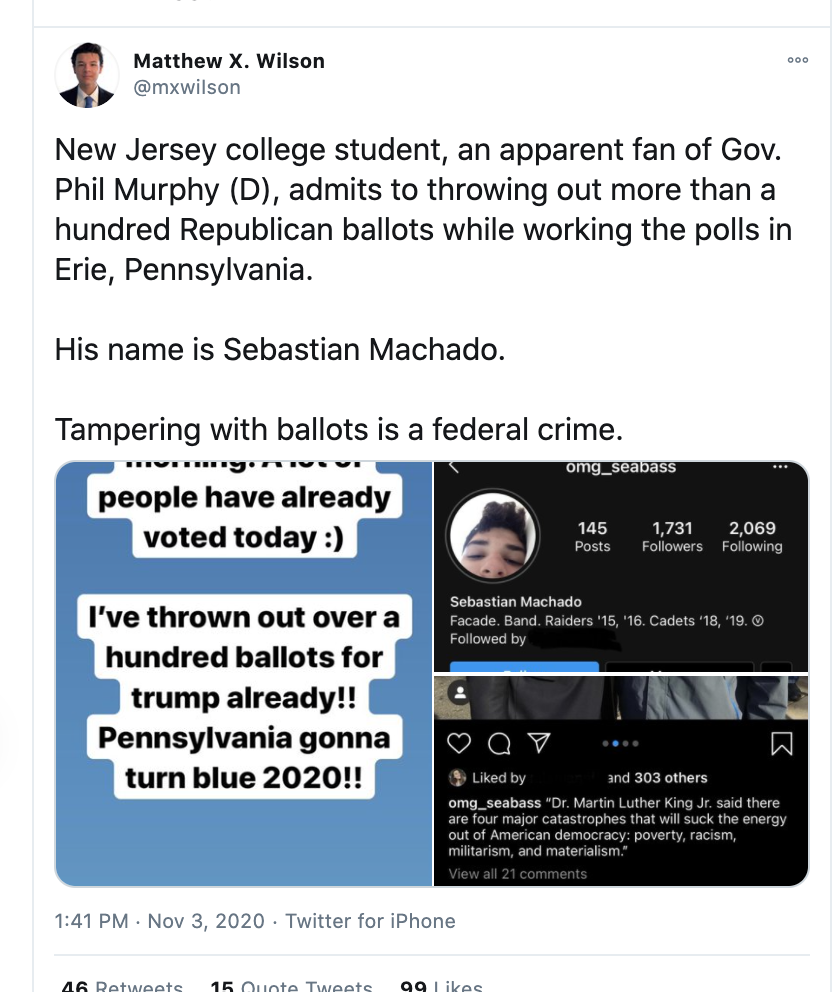 Matthew X. Wilson
@mxwilson
New Jersey college student, an apparent fan of Gov.
Phil Murphy (D), admits to throwing out more than a
hundred Republican ballots while working the polls in
Erie, Pennsylvania.
His name is Sebastian Machado.
Tampering with ballots is a federal crime.
morning! A lot of
people have already
voted today :)
I’ve thrown out over a
hundred ballots for
trump already!!
Pennsylvania gonna
turn blue 2020!!
omg_seabass
145 1,731 2,069
Posts Followers Following
Sebastian Machado
Facade. Band. Raiders '15, '16. Cadets ‘18, ‘19. Ⓥ
Followed by
Liked by and 303 others
omg_seabass “Dr. Martin Luther King Jr. said there
are four major catastrophes that will suck the energy
out of American democracy: poverty, racism,
militarism, and materialism.”
View all 21 comments
1:41 PM · Nov 3, 2020 · Twitter for iPhone
46 Retweets 15 Quote Tweets 99 Likes